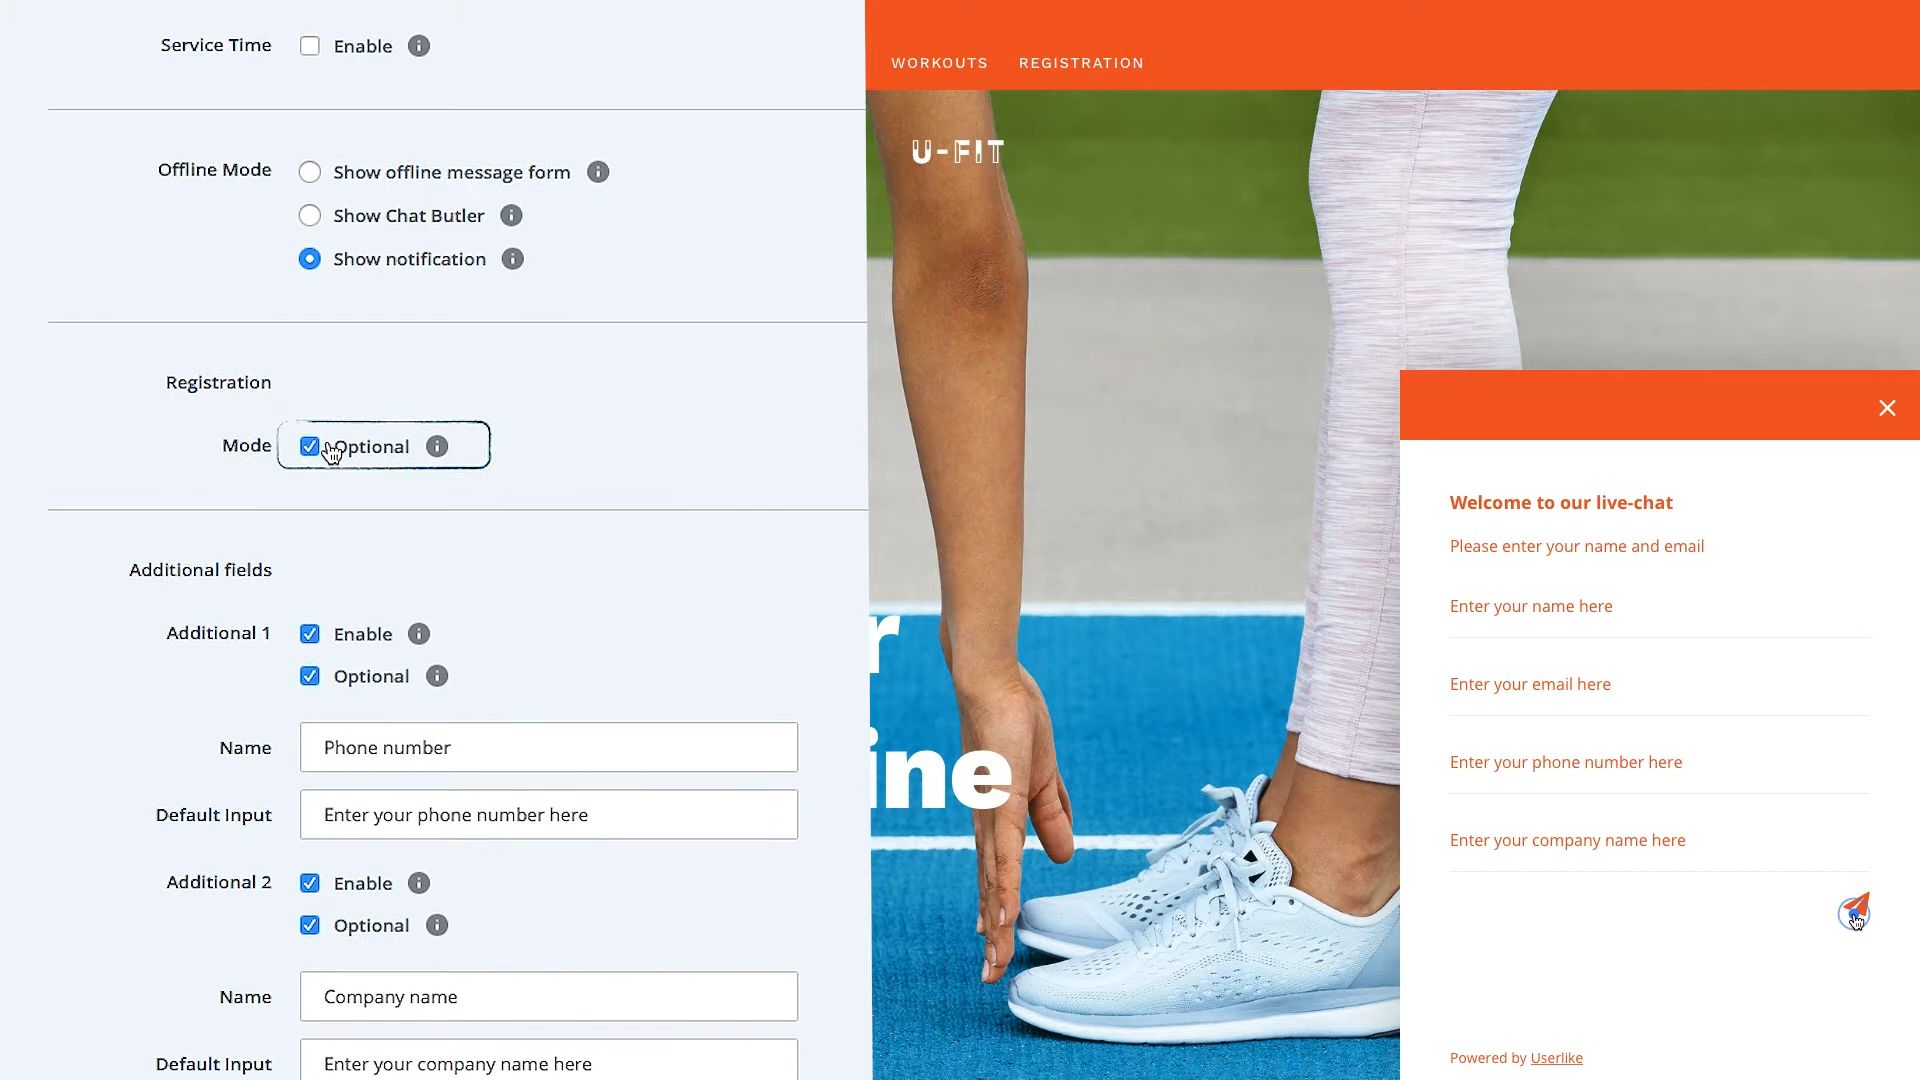 Service Time
Enable
Offline Mode
Show offline message form
Show Chat Butler
Show notification
Registration
Mode
Optional
Additional fields
Additional 1
Enable
Optional
Name
Phone number
Default Input
Enter your phone number here
Additional 2
Enable
Optional
Name
Company name
Default Input
Enter your company name here
WORKOUTS REGISTRATION
U-FIT
r
ine
Welcome to our live-chat
Please enter your name and email
Enter your name here
Enter your email here
Enter your phone number here
Enter your company name here
Powered by Userlike